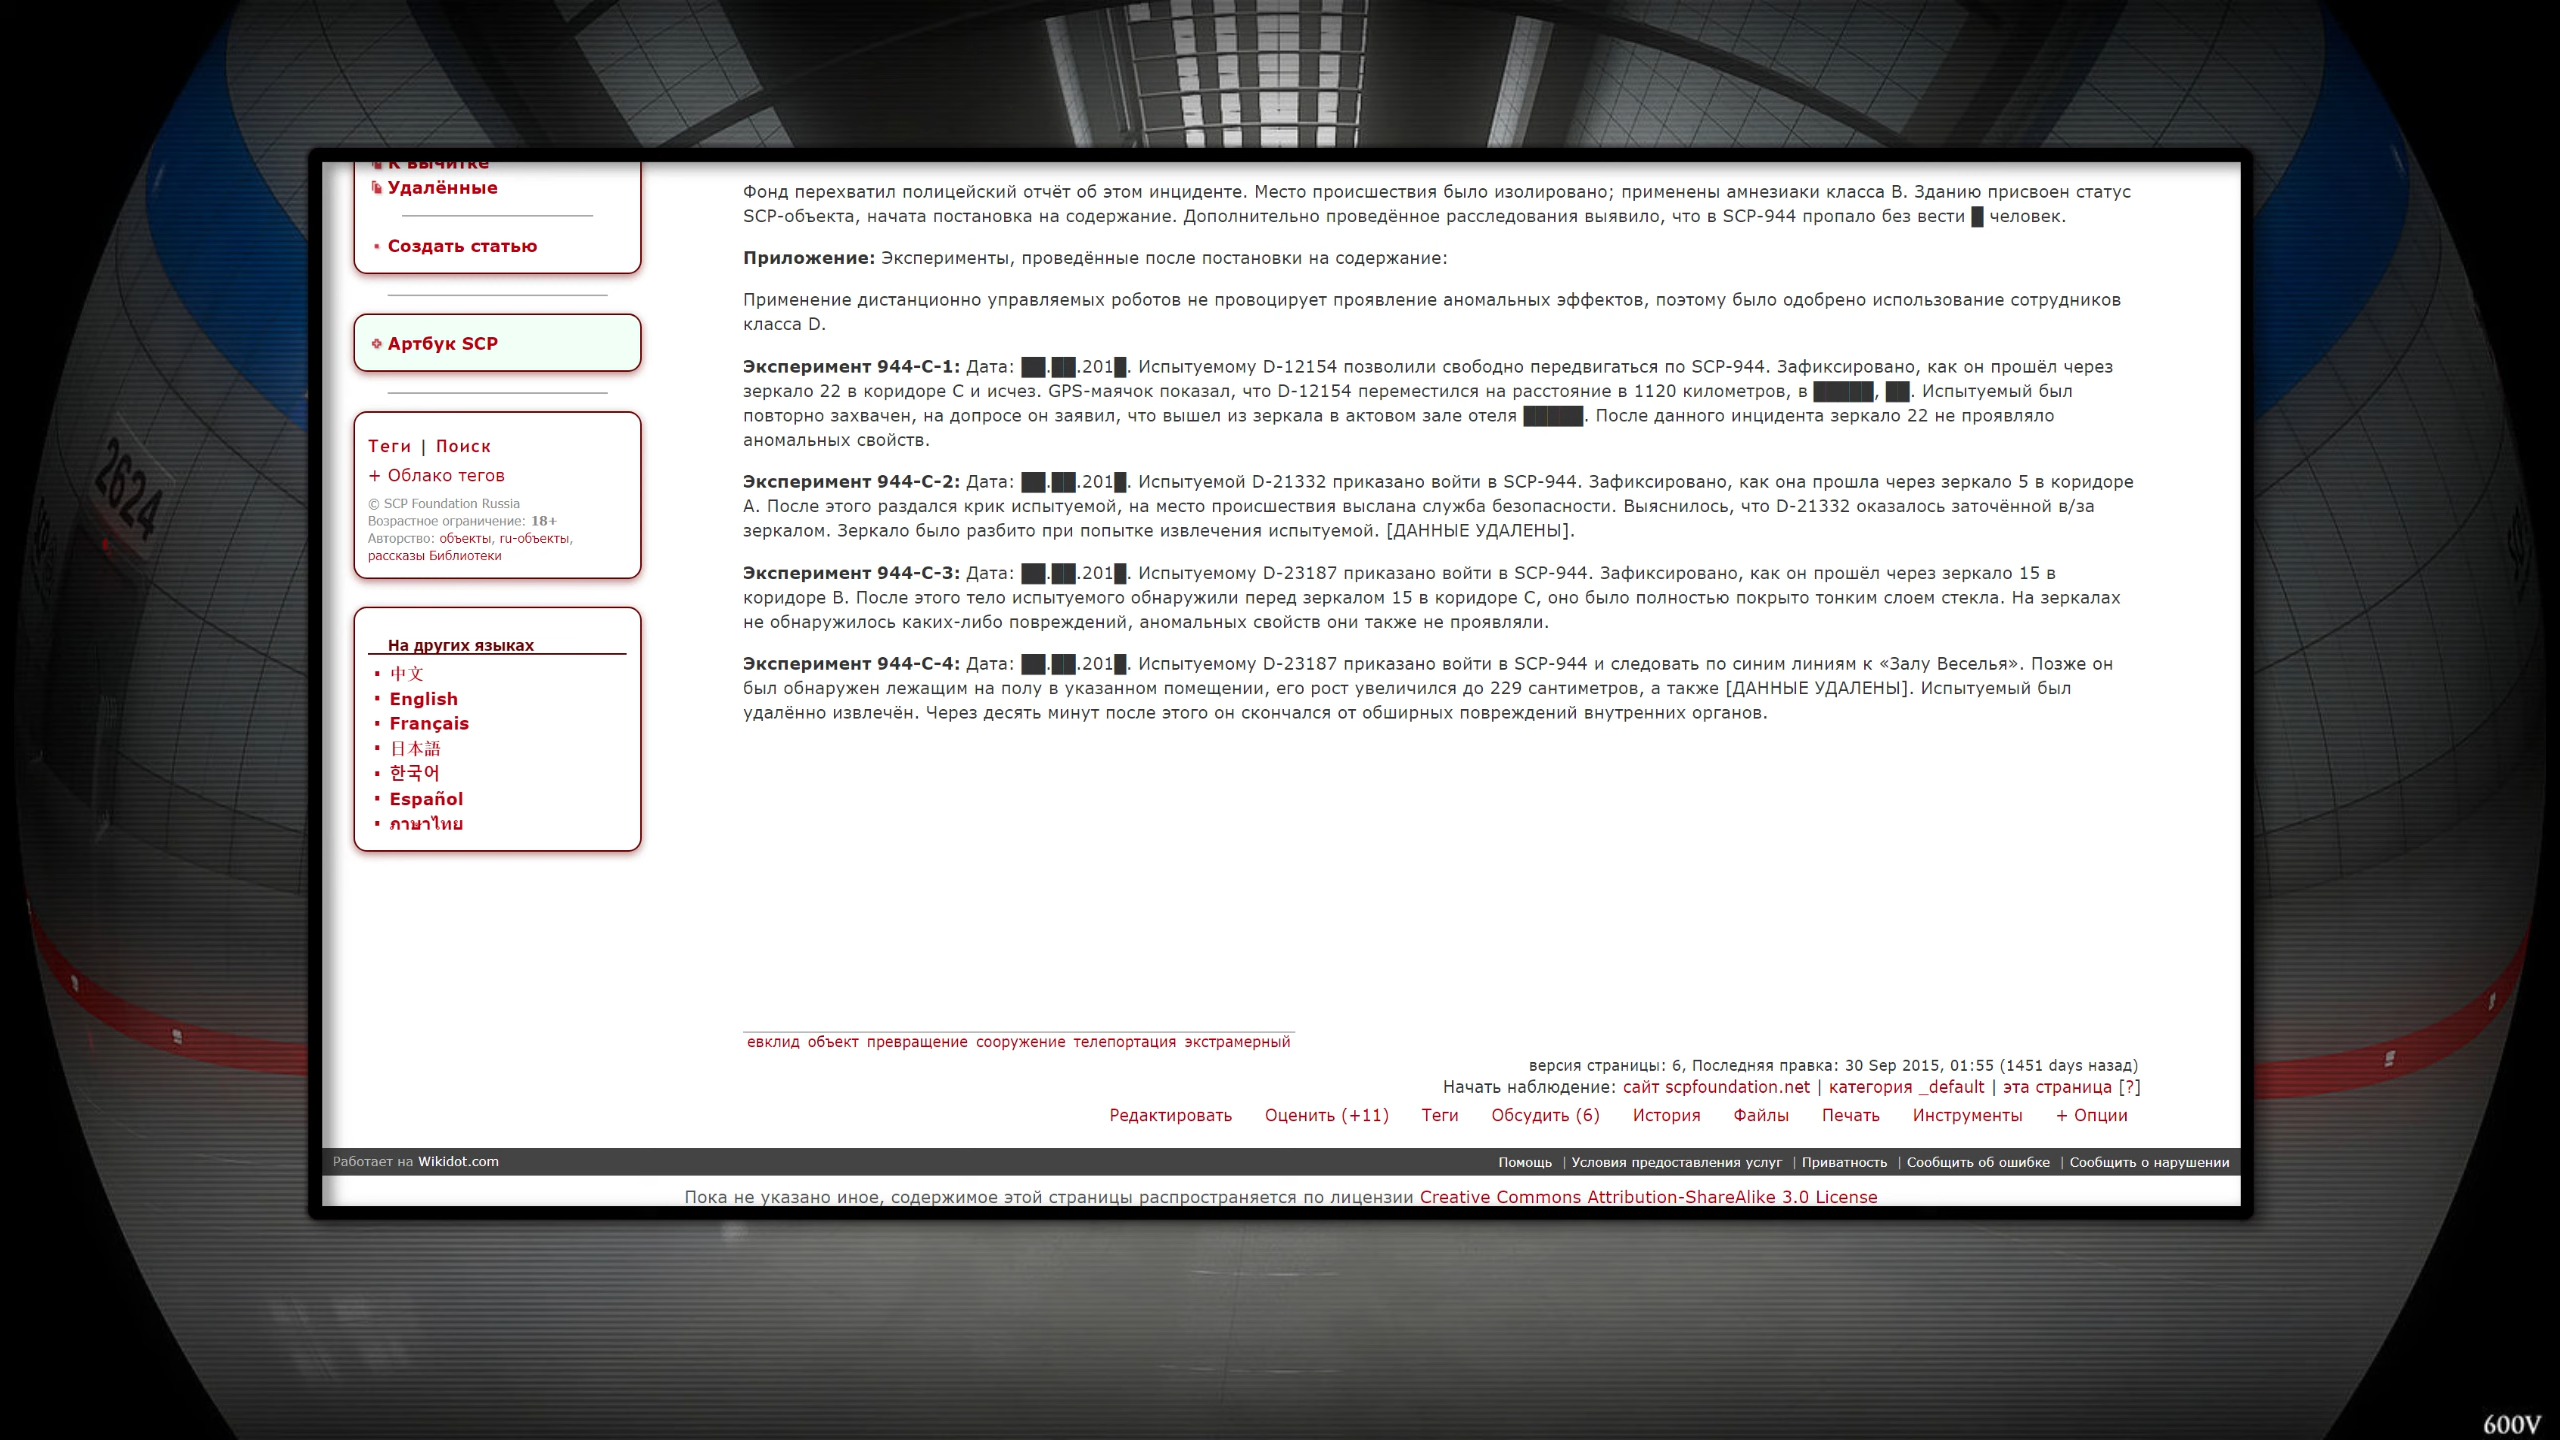 К вычитке
Удалённые
Создать статью
Артбук SCP
Теги | Поиск
+ Облако тегов
© SCP Foundation Russia
Возрастное ограничение: 18+
Авторство: объекты, ru-объекты,
рассказы Библиотеки
На других языках
中文
English
Français
日本語
한국어
Español
ภาษาไทย
Фонд перехватил полицейский отчёт об этом инциденте. Место происшествия было изолировано; применены амнезиаки класса B. Зданию присвоен статус
SCP-объекта, начата постановка на содержание. Дополнительно проведённое расследования выявило, что в SCP-944 пропало без вести █ человек.
Приложение: Эксперименты, проведённые после постановки на содержание:
Применение дистанционно управляемых роботов не провоцирует проявление аномальных эффектов, поэтому было одобрено использование сотрудников
класса D.
Эксперимент 944-C-1: Дата: ██.██.201█. Испытуемому D-12154 позволили свободно передвигаться по SCP-944. Зафиксировано, как он прошёл через
зеркало 22 в коридоре C и исчез. GPS-маячок показал, что D-12154 переместился на расстояние в 1120 километров, в █████, ██. Испытуемый был
повторно захвачен, на допросе он заявил, что вышел из зеркала в актовом зале отеля █████. После данного инцидента зеркало 22 не проявляло
аномальных свойств.
Эксперимент 944-C-2: Дата: ██.██.201█. Испытуемой D-21332 приказано войти в SCP-944. Зафиксировано, как она прошла через зеркало 5 в коридоре
A. После этого раздался крик испытуемой, на место происшествия выслана служба безопасности. Выяснилось, что D-21332 оказалось заточённой в/за
зеркалом. Зеркало было разбито при попытке извлечения испытуемой. [ДАННЫЕ УДАЛЕНЫ].
Эксперимент 944-C-3: Дата: ██.██.201█. Испытуемому D-23187 приказано войти в SCP-944. Зафиксировано, как он прошёл через зеркало 15 в
коридоре B. После этого тело испытуемого обнаружили перед зеркалом 15 в коридоре C, оно было полностью покрыто тонким слоем стекла. На зеркалах
не обнаружилось каких-либо повреждений, аномальных свойств они также не проявляли.
Эксперимент 944-C-4: Дата: ██.██.201█. Испытуемому D-23187 приказано войти в SCP-944 и следовать по синим линиям к «Залу Веселья». Позже он
был обнаружен лежащим на полу в указанном помещении, его рост увеличился до 229 сантиметров, а также [ДАННЫЕ УДАЛЕНЫ]. Испытуемый был
удалённо извлечён. Через десять минут после этого он скончался от обширных повреждений внутренних органов.
евклид объект превращение сооружение телепортация экстрамерный
версия страницы: 6, Последняя правка: 30 Sep 2015, 01:55 (1451 days назад)
Начать наблюдение: сайт scpfoundation.net | категория _default | эта страница [?]
Редактировать Оценить (+11) Теги Обсудить (6) История Файлы Печать Инструменты + Опции
Работает на Wikidot.com
Помощь | Условия предоставления услуг | Приватность | Сообщить об ошибке | Сообщить о нарушении
Пока не указано иное, содержимое этой страницы распространяется по лицензии Creative Commons Attribution-ShareAlike 3.0 License
2624
600V